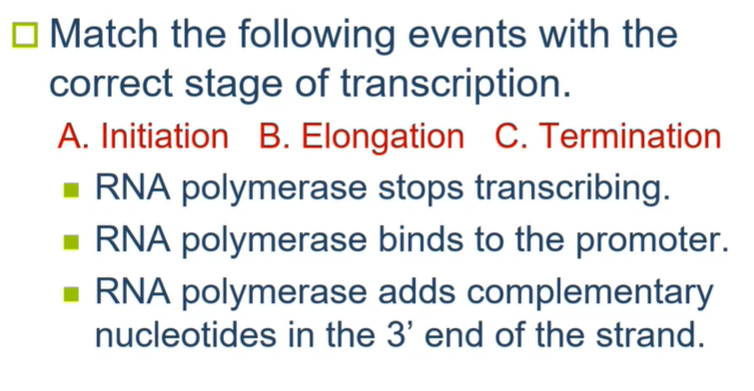 Match the following events with the
correct stage of transcription.
A. Initiation B. Elongation C. Termination
RNA polymerase stops transcribing.
RNA polymerase binds to the promoter.
RNA polymerase adds complementary
nucleotides in the 3’ end of the strand.